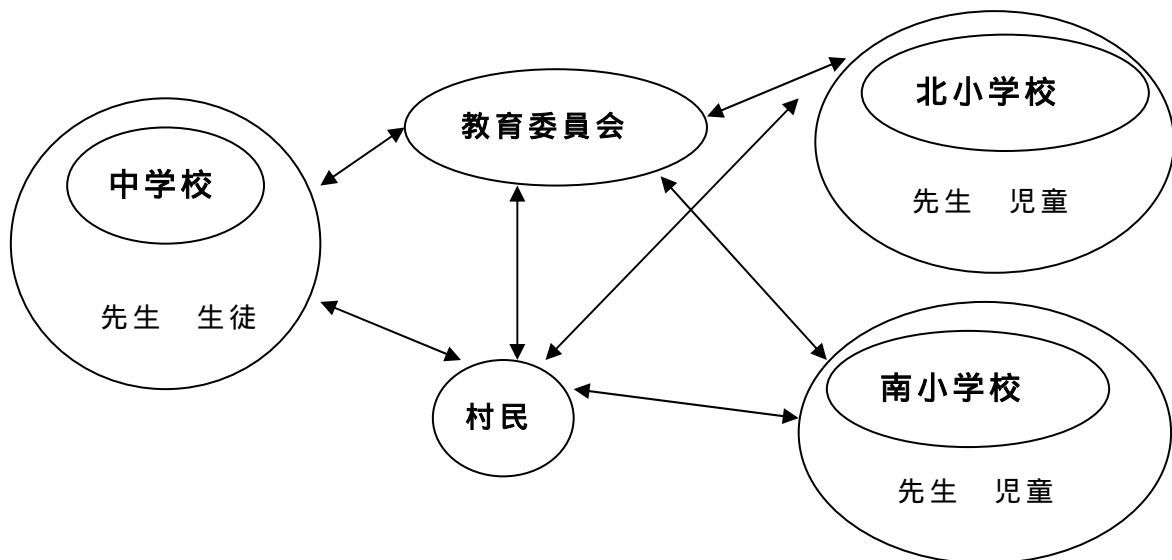 北小学校
教育委員会
中学校
先生　児童
先生　生徒
南小学校
村民
先生　児童